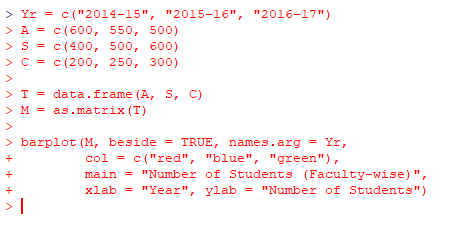 > Yr = c("2014-15", "2015-16", "2016-17")
> A = c(600, 550, 500)
> S = c(400, 500, 600)
> C = c(200, 250, 300)
>
> T = data.frame(A, S, C)
> M = as.matrix(T)
>
> barplot(M, beside = TRUE, names.arg = Yr,
+         col = c("red", "blue", "green"),
+         main = "Number of Students (Faculty-wise)",
+         xlab = "Year", ylab = "Number of Students")
>